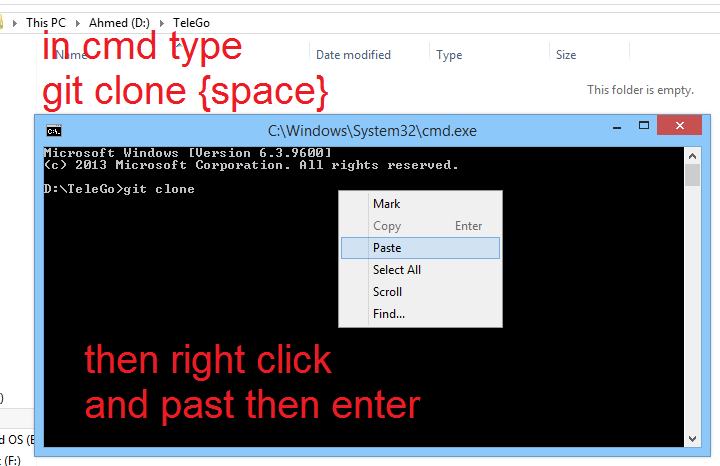 This PC > Ahmed (D:) > TeleGo
in cmd type
Name Date modified Type Size
git clone {space}
This folder is empty.
C:\Windows\System32\cmd.exe
Microsoft Windows [Version 6.3.9600]
(c) 2013 Microsoft Corporation. All rights reserved.
D:\TeleGo>git clone
Mark
Copy Enter
Paste
Select All
Scroll
Find...
then right click
and past then enter
)
d OS (E
(F:)